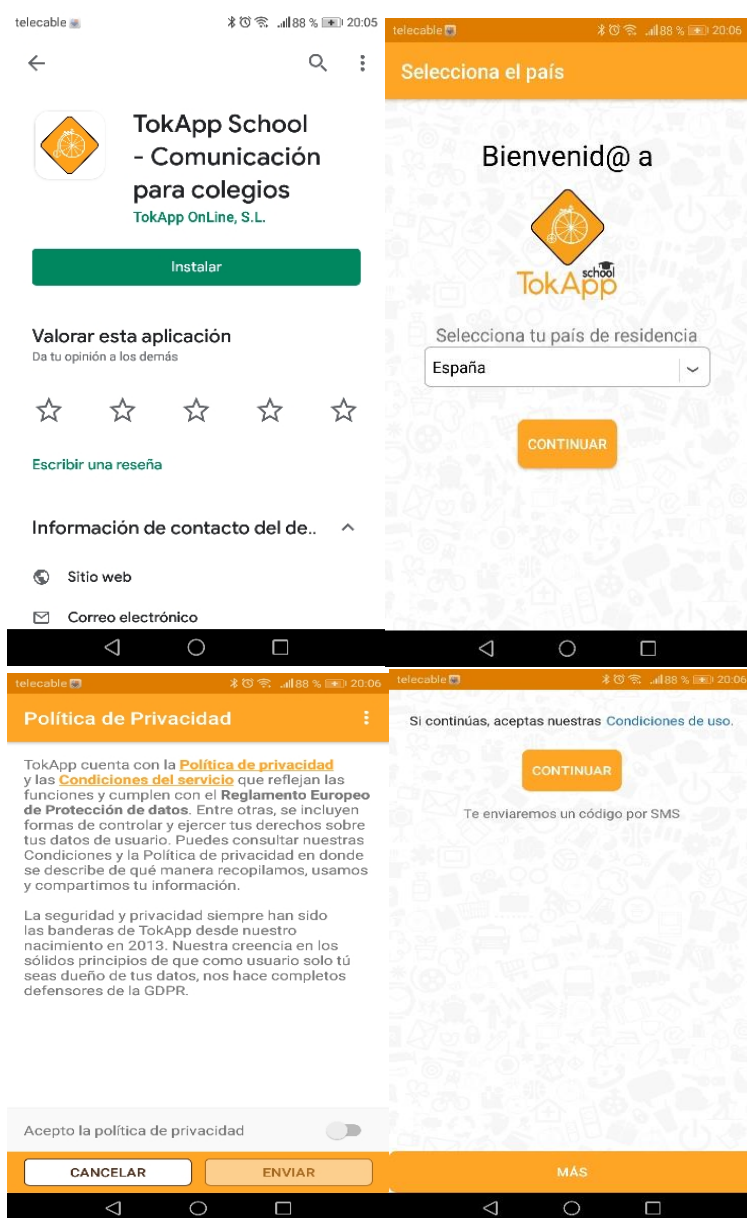 telecable 88 % 20:05
TokApp School
- Comunicación
para colegios
TokApp OnLine, S.L.
Instalar
Valorar esta aplicación
Da tu opinión a los demás
Escribir una reseña
Información de contacto del de..
Sitio web
Correo electrónico
telecable 88 % 20:06
Selecciona el país
Bienvenid@ a
school
TokApp
Selecciona tu país de residencia
España
CONTINUAR
telecable 88 % 20:06
Política de Privacidad
TokApp cuenta con la Política de privacidad
y las Condiciones del servicio que reflejan las
funciones y cumplen con el Reglamento Europeo
de Protección de datos. Entre otras, se incluyen
formas de controlar y ejercer tus derechos sobre
tus datos de usuario. Puedes consultar nuestras
Condiciones y la Política de privacidad en donde
se describe de qué manera recopilamos, usamos
y compartimos tu información.
La seguridad y privacidad siempre han sido
las banderas de TokApp desde nuestro
nacimiento en 2013. Nuestra creencia en los
sólidos principios de que como usuario solo tú
seas dueño de tus datos, nos hace completos
defensores de la GDPR.
Acepto la política de privacidad
CANCELAR ENVIAR
telecable 88 % 20:06
Si continúas, aceptas nuestras Condiciones de uso.
CONTINUAR
Te enviaremos un código por SMS
MÁS